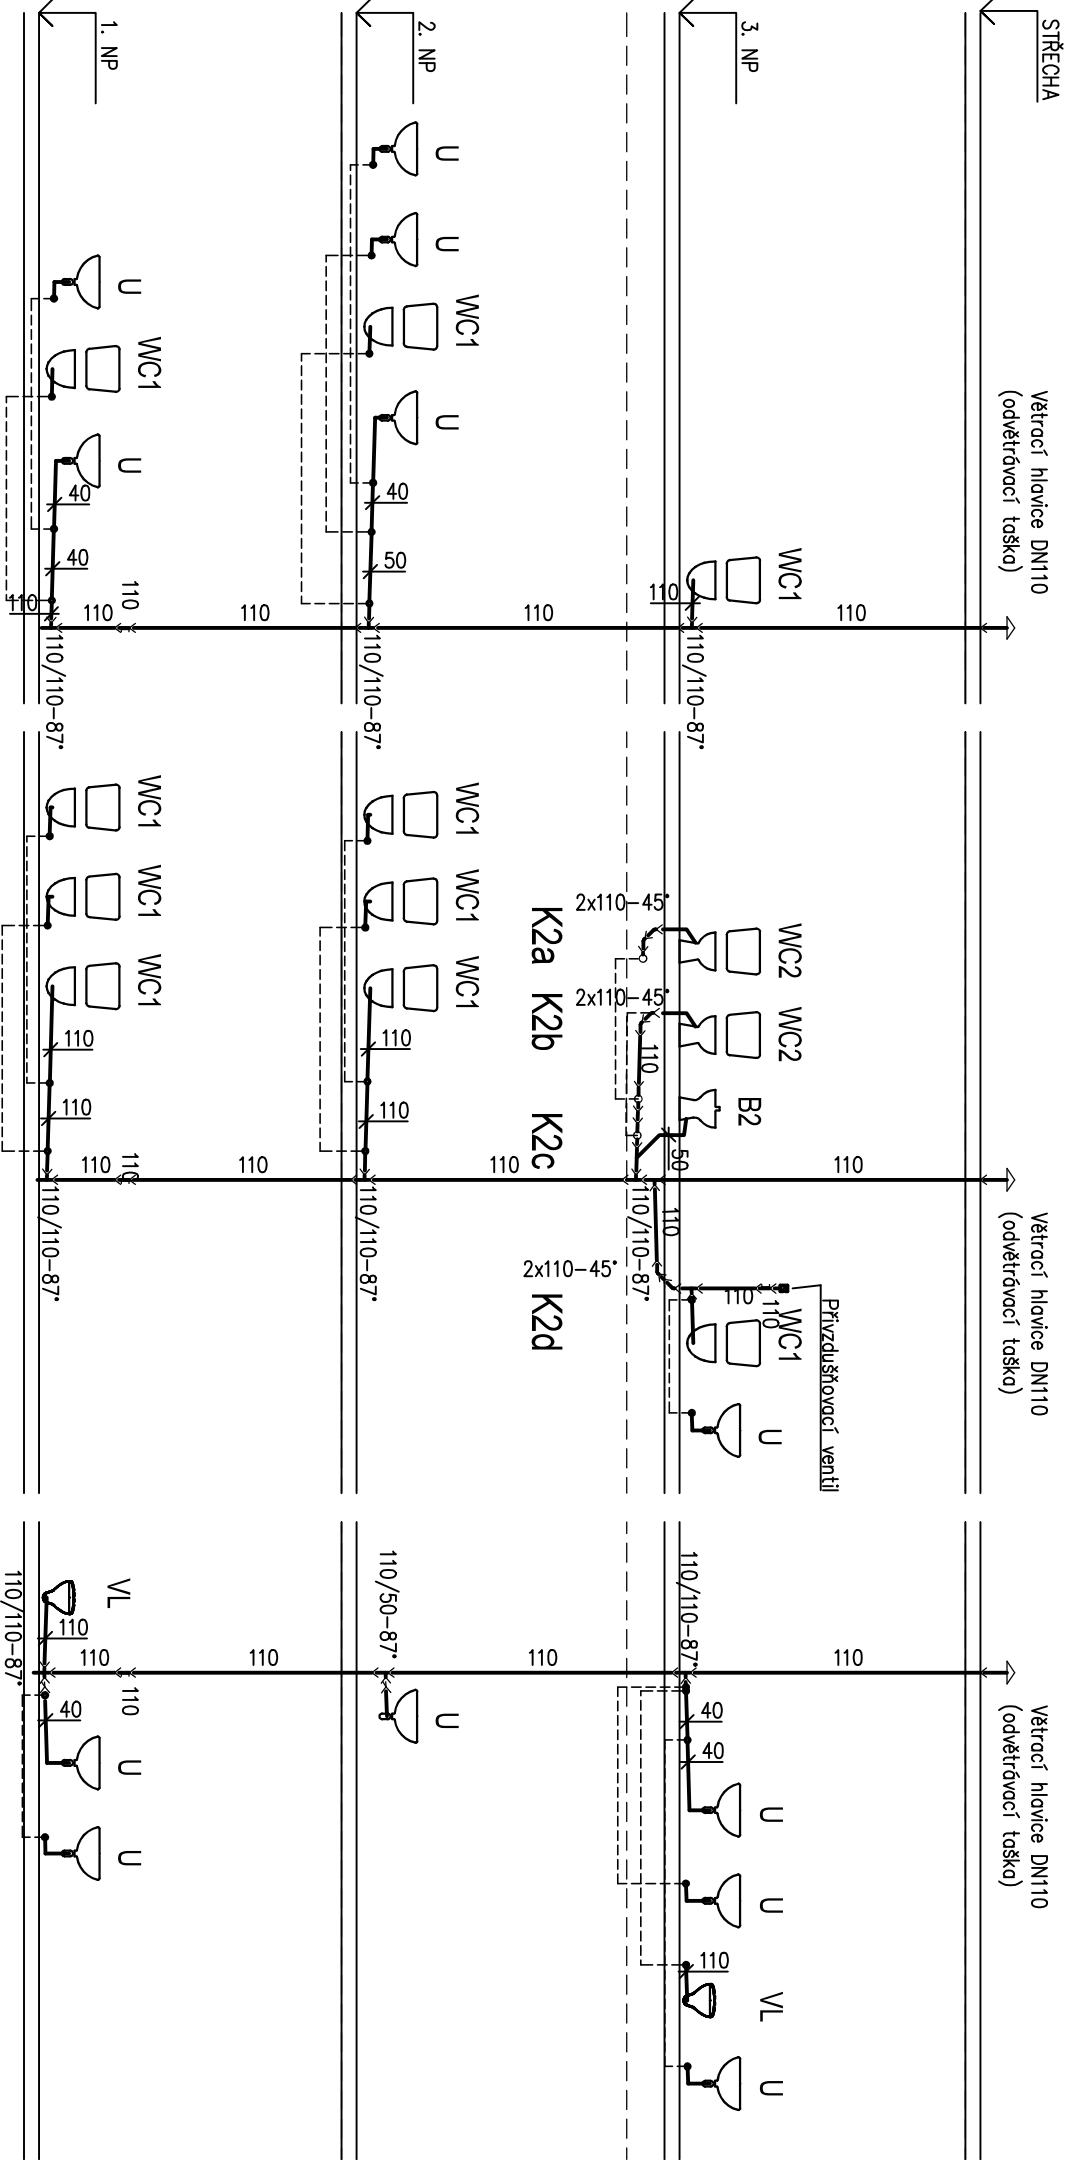 STŘECHA
3. NP
2. NP
1. NP
Větrací hlavice DN110
(odvětrávací taška)
WC1
110
110
110/110-87°
U
U
WC1
U
40
50
110
110/110-87°
110
U
WC1
U
40
40
110
110
110
110/110-87°
Větrací hlavice DN110
(odvětrávací taška)
110
WC2
WC2
B2
2x110-45°
2x110-45°
110
50
110/110-87°
110
2x110-45°
110
110
WC1
U
Přivzdušňovací ventil
K2a
K2b
K2c
K2d
110
WC1
WC1
WC1
110
110
110/110-87°
110
WC1
WC1
WC1
110
110
110
110
110/110-87°
Větrací hlavice DN110
(odvětrávací taška)
110
110/110-87°
40
40
U
U
110
VL
U
110
110/50-87°
U
110
VL
110
110
110
110/110-87°
40
U
U